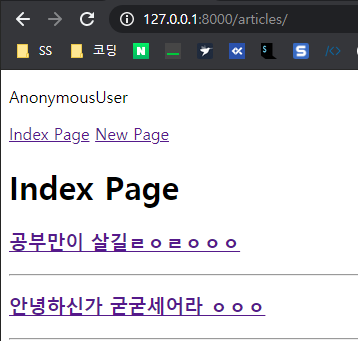 127.0.0.1:8000/articles/
SS 코딩
AnonymousUser
Index Page New Page
Index Page
공부만이 살길ㄹㅇㄹㅇㅇㅇ
안녕하신가 굳굳세어라 ㅇㅇㅇ